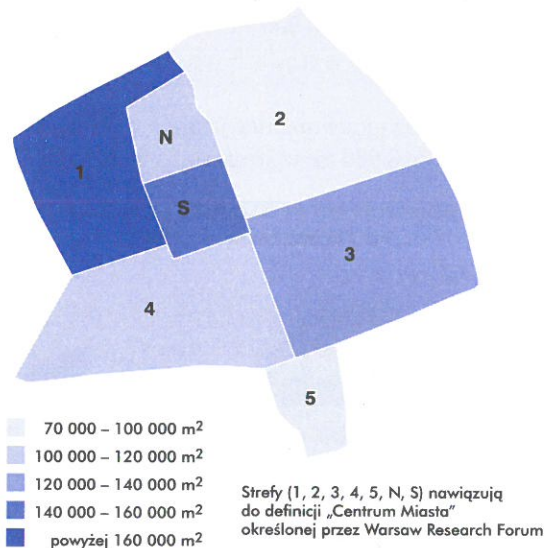 2
N
1
S
3
4
5
70 000 – 100 000 m²
100 000 – 120 000 m²
120 000 – 140 000 m²
140 000 – 160 000 m²
powyżej 160 000 m²
Strefy (1, 2, 3, 4, 5, N, S) nawiązują
do definicji „Centrum Miasta”
określonej przez Warsaw Research Forum